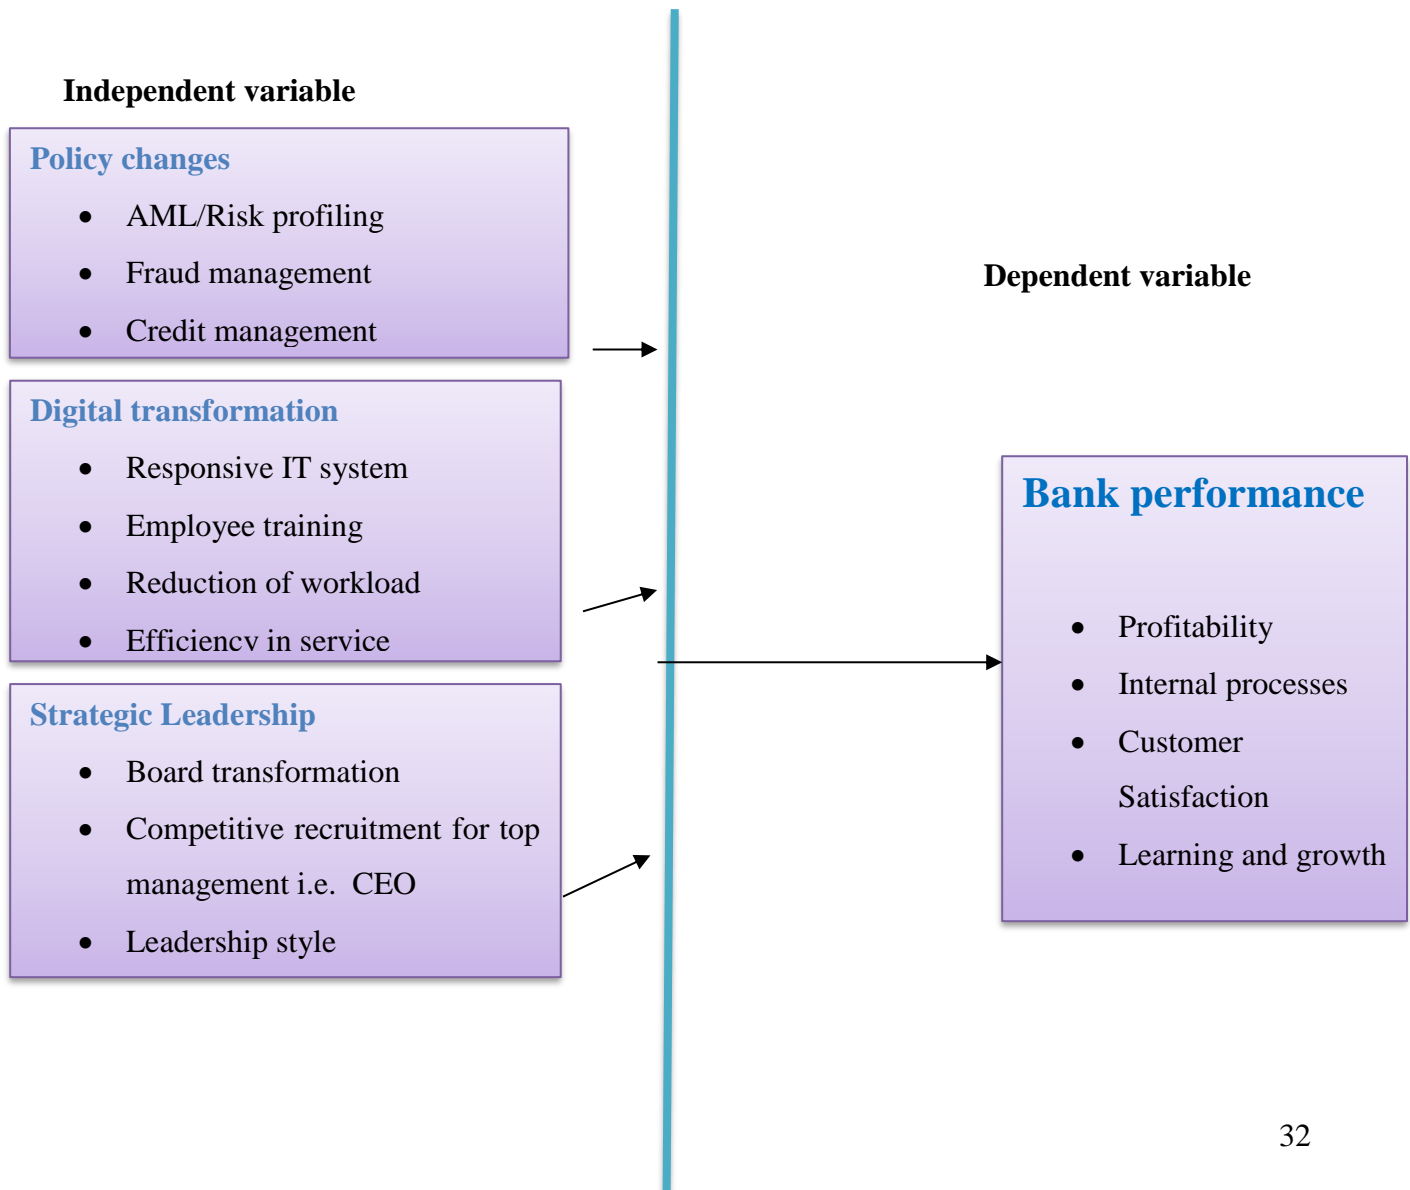 Independent variable
Policy changes
• AML/Risk profiling
• Fraud management
• Credit management
Digital transformation
• Responsive IT system
• Employee training
• Reduction of workload
• Efficiency in service
Strategic Leadership
• Board transformation
• Competitive recruitment for top
management i.e. CEO
• Leadership style
Dependent variable
Bank performance
• Profitability
• Internal processes
• Customer
Satisfaction
• Learning and growth
32